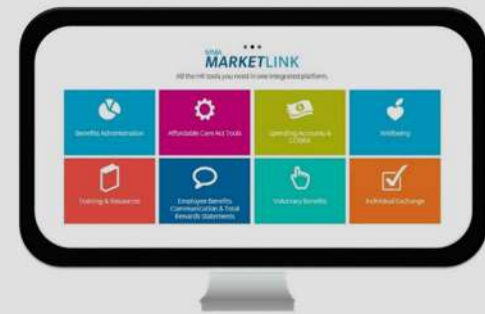 MARKETLINK
All the HR tools you need in one integrated platform.
Benefits Administration
Affordable Care Act Tools
Spending Accounts &
COBRA
Wellbeing
Training & Resources
Employee Benefits
Communication & Total
Rewards Statements
Voluntary Benefits
Individual Exchange